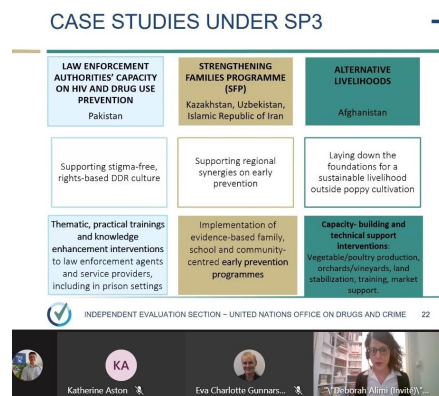 CASE STUDIES UNDER SP3
LAW ENFORCEMENT
AUTHORITIES' CAPACITY
ON HIV AND DRUG USE
PREVENTION
Pakistan
STRENGTHENING
FAMILIES PROGRAMME
(SFP)
Kazakhstan, Uzbekistan,
Islamic Republic of Iran
ALTERNATIVE
LIVELIHOODS
Afghanistan
Supporting stigma-free,
rights-based DDR culture
Supporting regional
synergies on early
prevention
Laying down the
foundations for a
sustainable livelihood
outside poppy cultivation
Thematic, practical trainings
and knowledge
enhancement interventions
to law enforcement agents
and service providers,
including in prison settings
Implementation of
evidence-based family,
school and community-
centred early prevention
programmes
Capacity- building and
technical support
interventions:
Vegetable/poultry production,
orchards/vineyards, land
stabilization, training, market
support.
INDEPENDENT EVALUATION SECTION – UNITED NATIONS OFFICE ON DRUGS AND CRIME 22
KA
Katherine Aston
Eva Charlotte Gunnars...
"\"Deborah Alimi (Invité)\"...